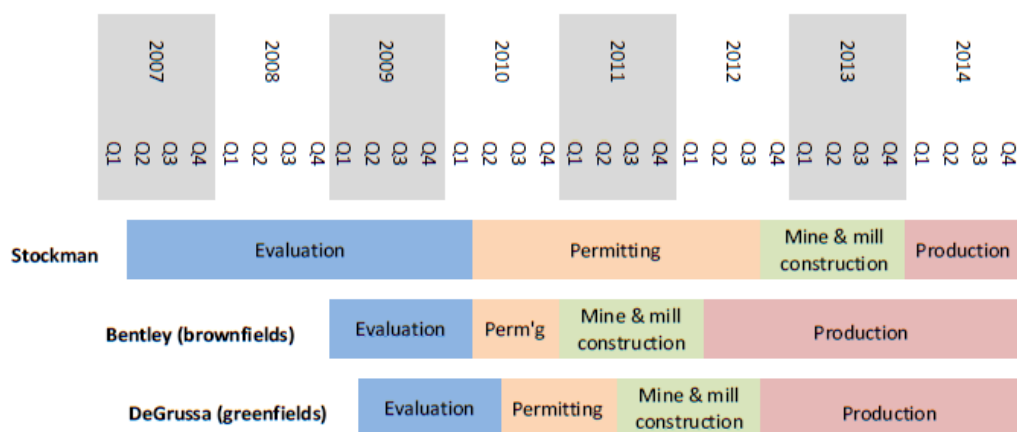 2007 2008 2009 2010 2011 2012 2013 2014
Q1 Q2 Q3 Q4 Q1 Q2 Q3 Q4 Q1 Q2 Q3 Q4 Q1 Q2 Q3 Q4 Q1 Q2 Q3 Q4 Q1 Q2 Q3 Q4 Q1 Q2 Q3 Q4 Q1 Q2 Q3 Q4
Stockman
Evaluation
Permitting
Mine & mill
construction
Production
Bentley (brownfields)
Evaluation
Perm'g
Mine & mill
construction
Production
DeGrussa (greenfields)
Evaluation
Permitting
Mine & mill
construction
Production